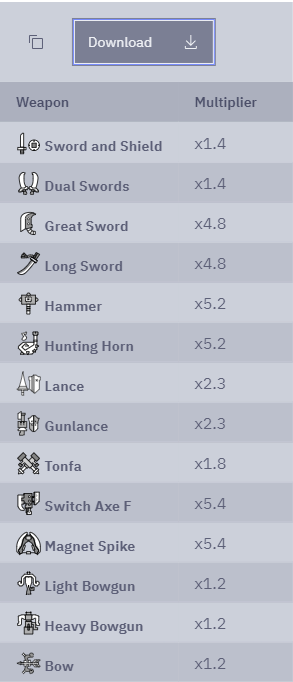 Download
Weapon Multiplier
Sword and Shield x1.4
Dual Swords x1.4
Great Sword x4.8
Long Sword x4.8
Hammer x5.2
Hunting Horn x5.2
Lance x2.3
Gunlance x2.3
Tonfa x1.8
Switch Axe F x5.4
Magnet Spike x5.4
Light Bowgun x1.2
Heavy Bowgun x1.2
Bow x1.2